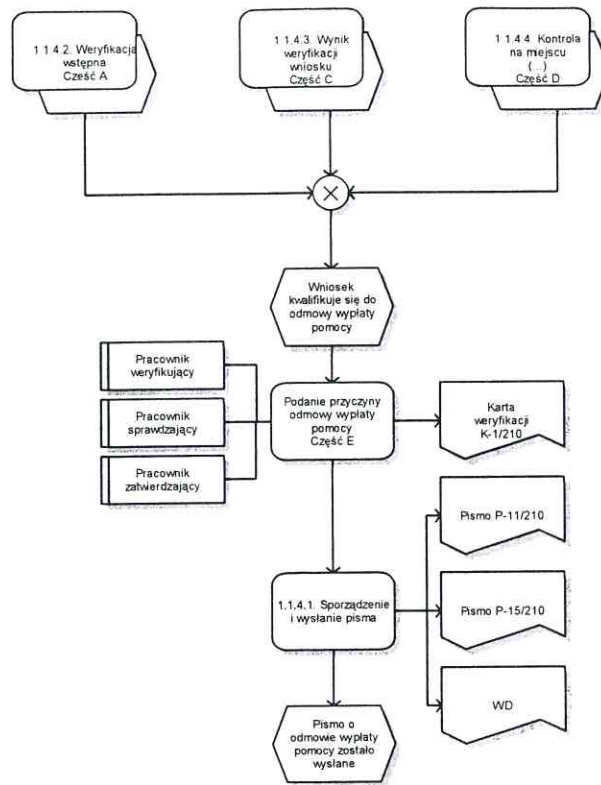 1.1.4.2. Weryfikacja
wstępna
Cześć A
1.1.4.3. Wynik
weryfikacji
wniosku
Część C
1.1.4.4. Kontrola
na miejscu
(...)
Część D
Wniosek
kwalifikuje się do
odmowy wypłaty
pomocy
Pracownik
weryfikujący
Pracownik
sprawdzający
Pracownik
zatwierdzający
Podanie przyczyny
odmowy wypłaty
pomocy
Część E
Karta
weryfikacji
K-1/210
Pismo P-11/210
1.1.4.1. Sporządzenie
i wysłanie pisma
Pismo P-15/210
WD
Pismo o
odmowie wypłaty
pomocy zostało
wysłane